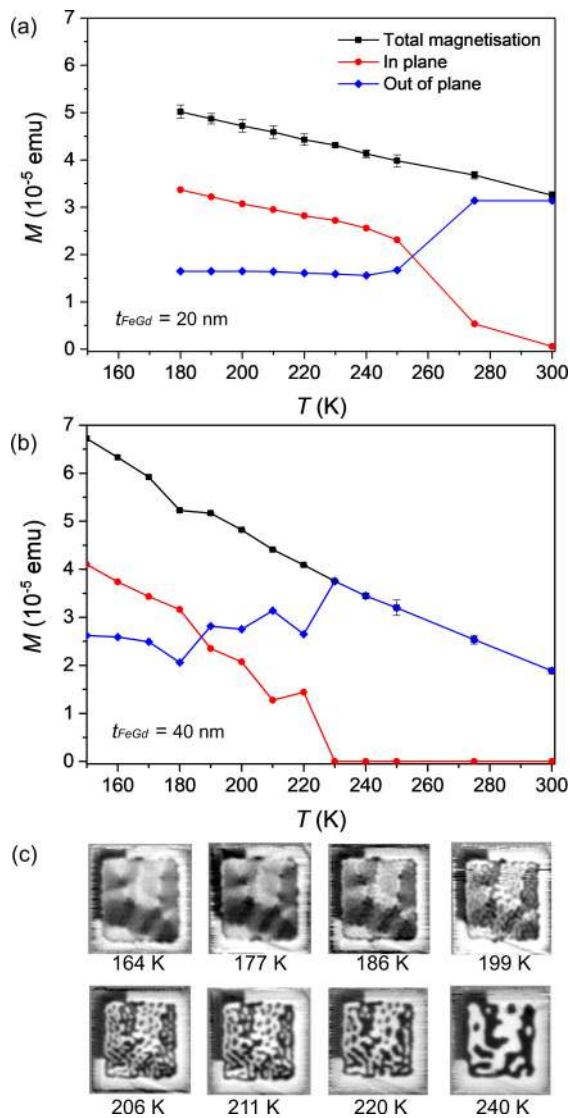 (a)
Total magnetisation
In plane
Out of plane
7
6
5
4
3
2
1
0
M (10⁻⁵ emu)
t_FeGd = 20 nm
160 180 200 220 240 260 280 300
T (K)
(b)
7
6
5
4
3
2
1
0
M (10⁻⁵ emu)
t_FeGd = 40 nm
160 180 200 220 240 260 280 300
T (K)
(c)
164 K 177 K 186 K 199 K
206 K 211 K 220 K 240 K